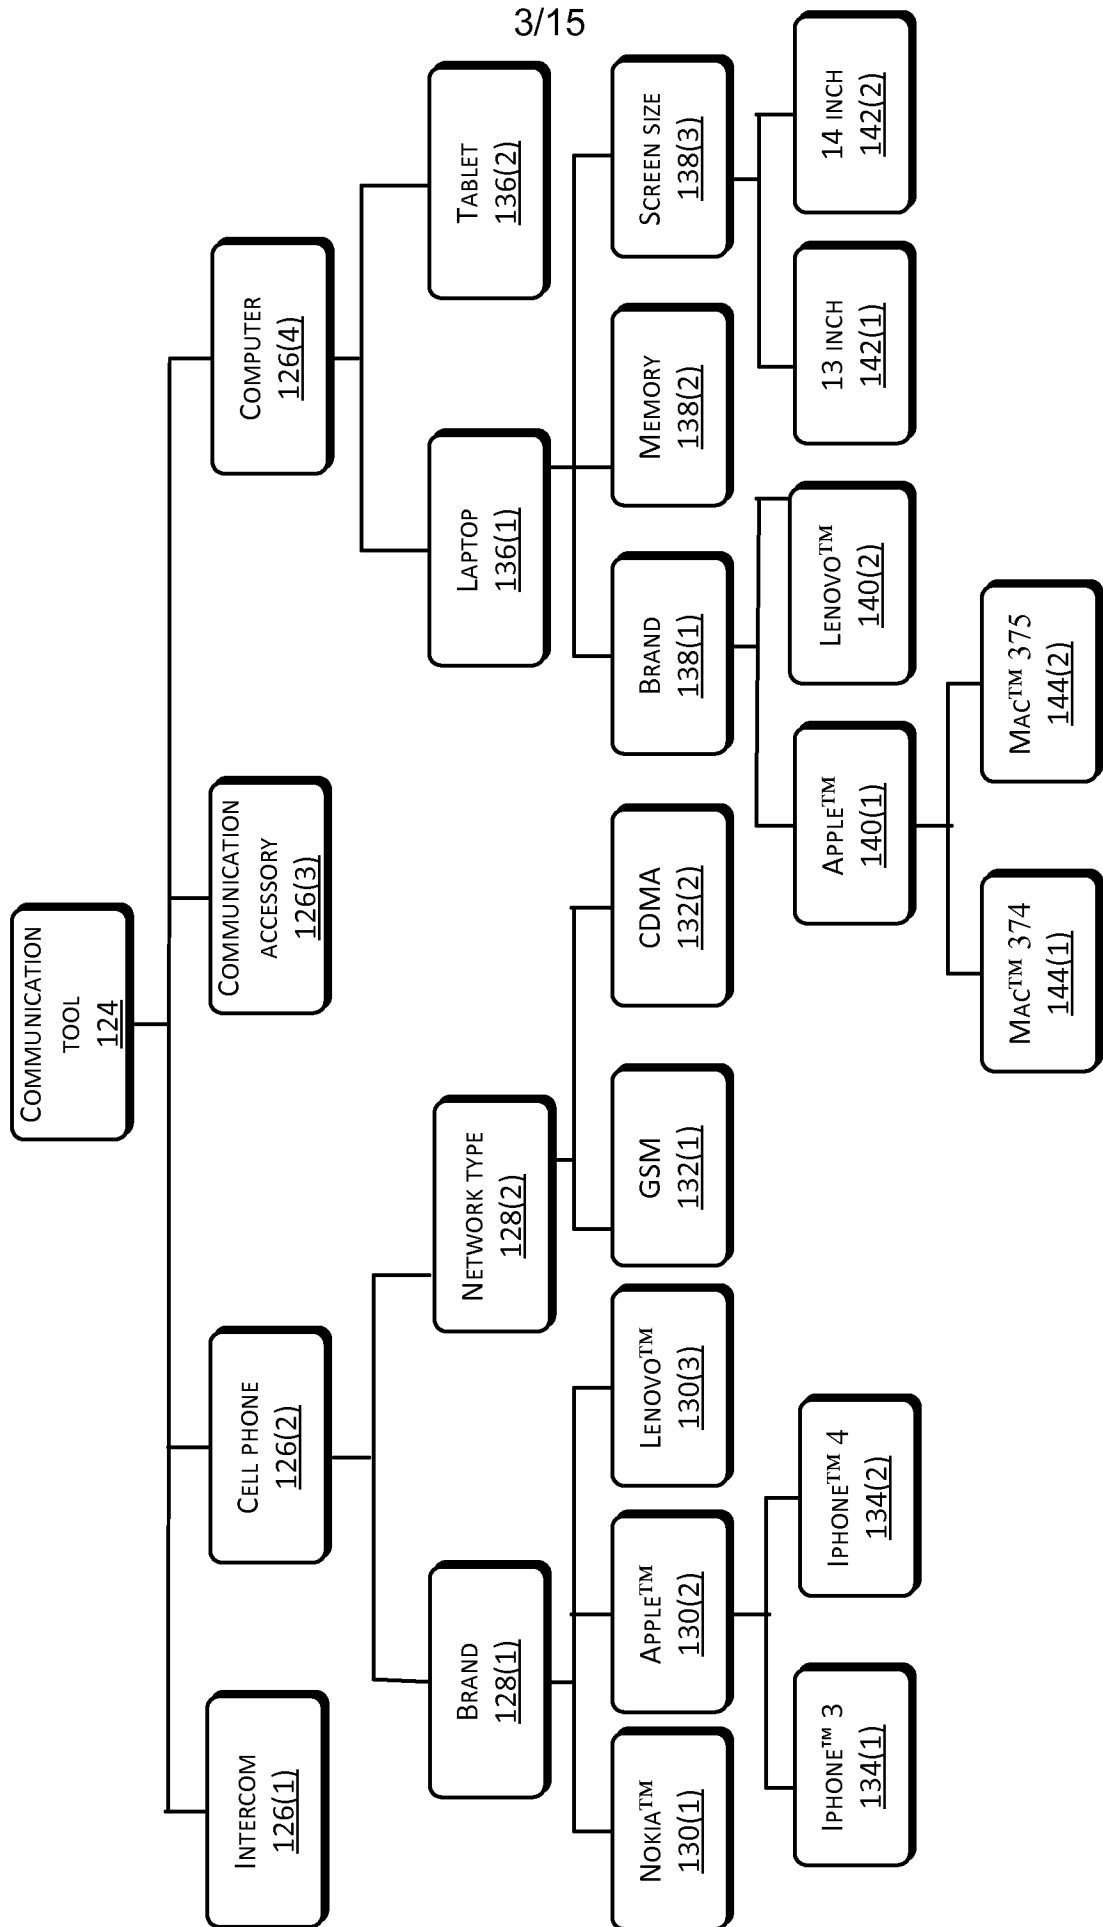 3/15
COMMUNICATION
TOOL
124
INTERCOM
126(1)
CELL PHONE
126(2)
COMMUNICATION
ACCESSORY
126(3)
COMPUTER
126(4)
BRAND
128(1)
NETWORK TYPE
128(2)
LAPTOP
136(1)
TABLET
136(2)
NOKIA™
130(1)
APPLE™
130(2)
LENOVO™
130(3)
GSM
132(1)
CDMA
132(2)
BRAND
138(1)
MEMORY
138(2)
SCREEN SIZE
138(3)
IPHONE™ 3
134(1)
IPHONE™ 4
134(2)
APPLE™
140(1)
LENOVO™
140(2)
13 INCH
142(1)
14 INCH
142(2)
MAC™ 374
144(1)
MAC™ 375
144(2)